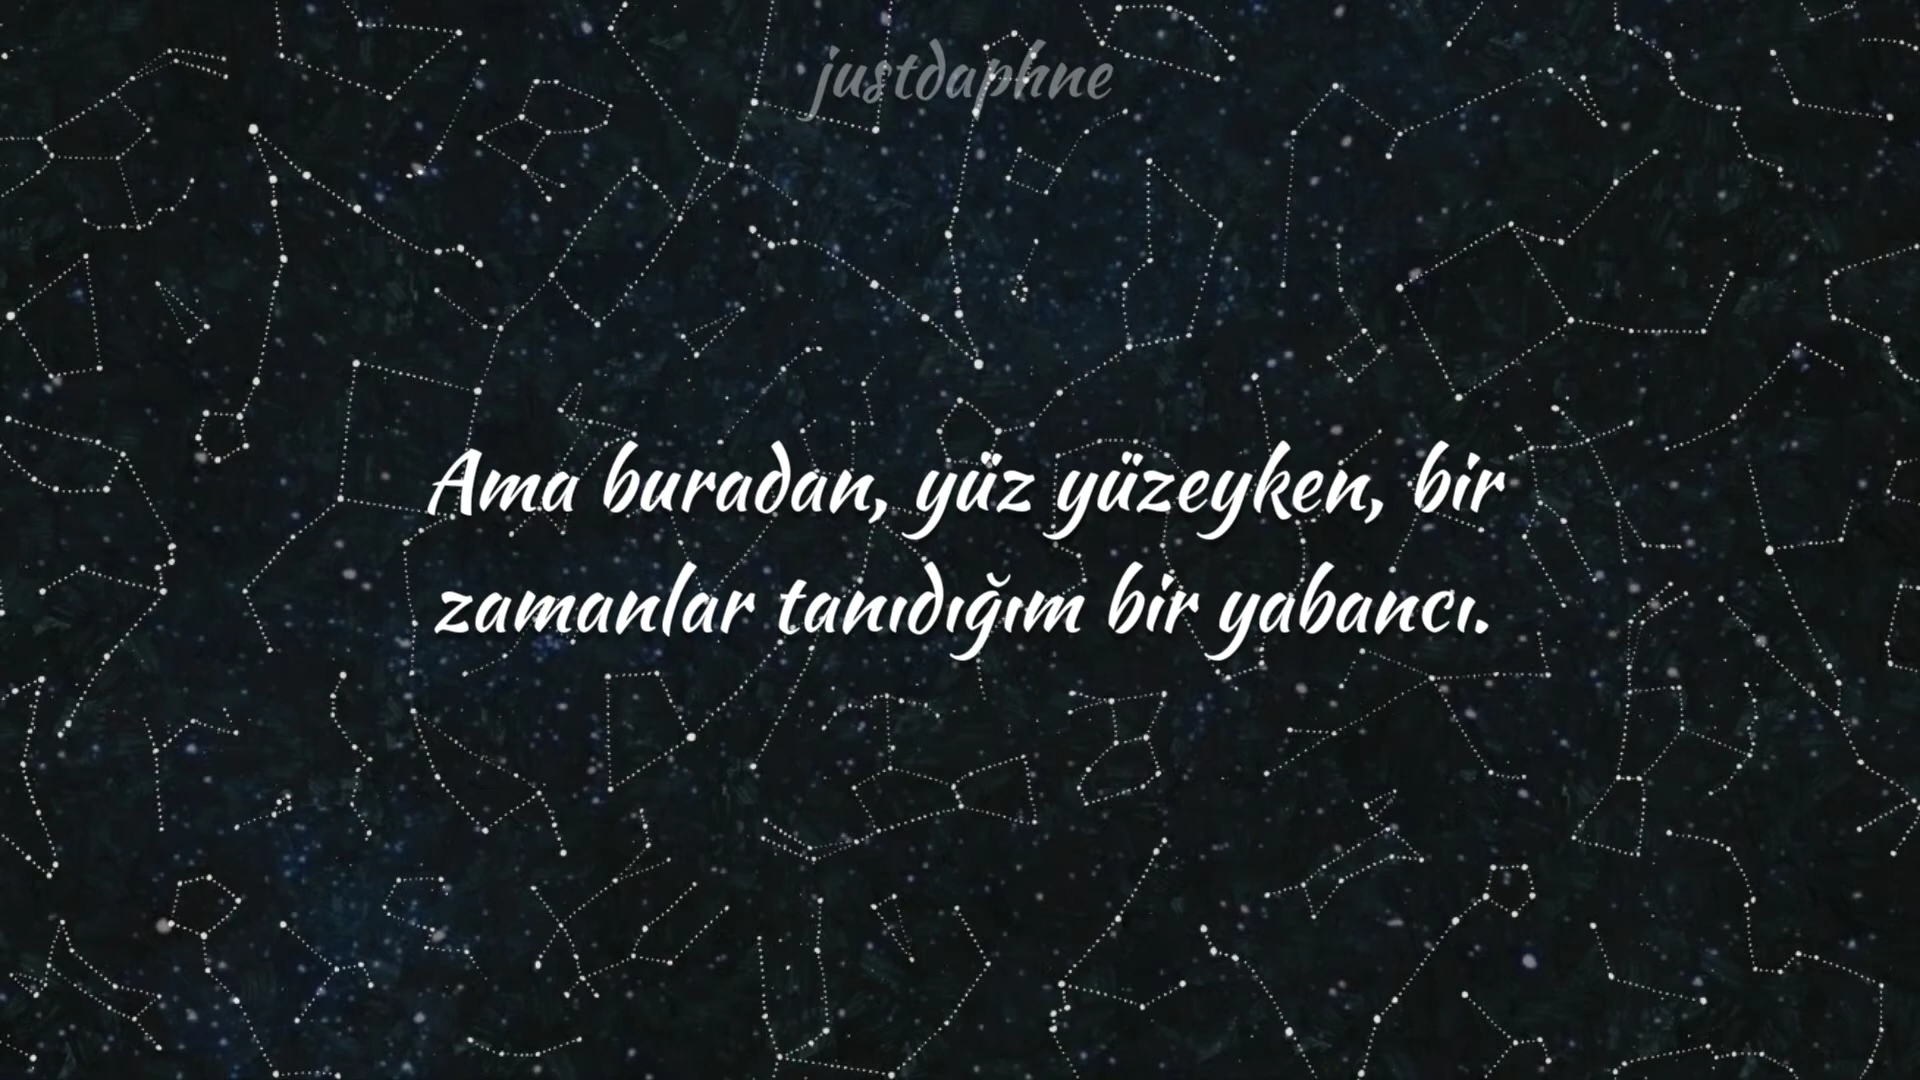 justdaphne
Ama buradan, yüz yüzeyken, bir
zamanlar tanıdığım bir yabancı.